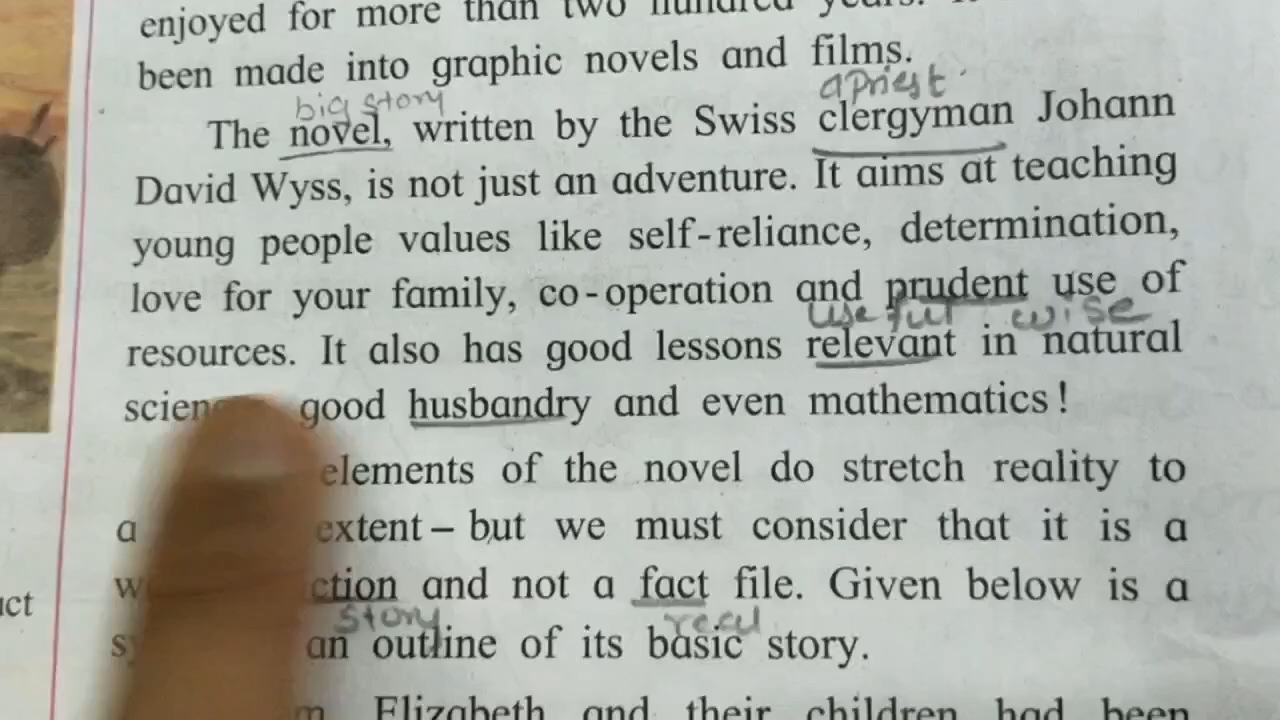 enjoyed for more than two hundred years.
been made into graphic novels and films.
big story a priest
The novel, written by the Swiss clergyman Johann
David Wyss, is not just an adventure. It aims at teaching
young people values like self-reliance, determination,
love for your family, co-operation and prudent use of
useful wise
resources. It also has good lessons relevant in natural
good husbandry and even mathematics!
elements of the novel do stretch reality to
a extent – but we must consider that it is a
and not a fact file. Given below is a
story real
an outline of its basic story.
Elizabeth and their children had been